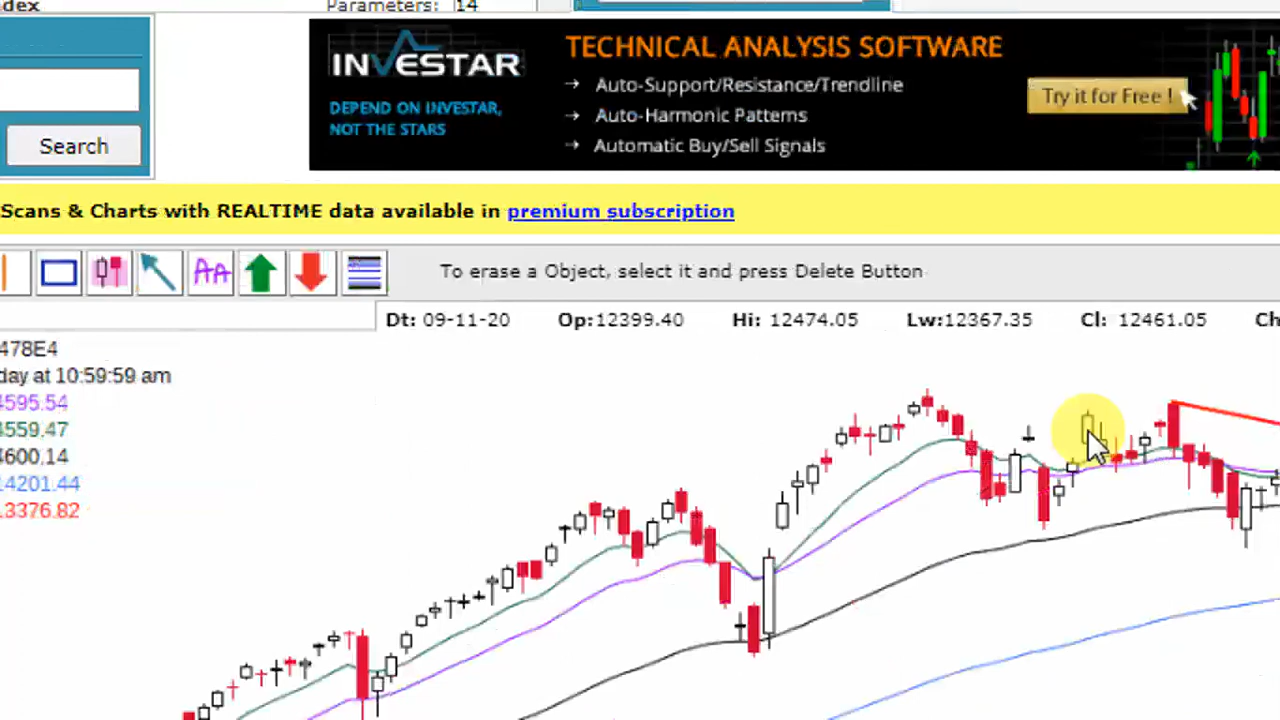 dex
Parameters: 14
INVESTAR
DEPEND ON INVESTAR,
NOT THE STARS
TECHNICAL ANALYSIS SOFTWARE
→ Auto-Support/Resistance/Trendline
→ Auto-Harmonic Patterns
→ Automatic Buy/Sell Signals
Try it for Free !
Search
Scans & Charts with REALTIME data available in premium subscription
AA
To erase a Object, select it and press Delete Button
Dt: 09-11-20 Op:12399.40 Hi: 12474.05 Lw:12367.35 Cl: 12461.05 Ch
478E4
day at 10:59:59 am
4595.54
4559.47
4600.14
14201.44
3376.82